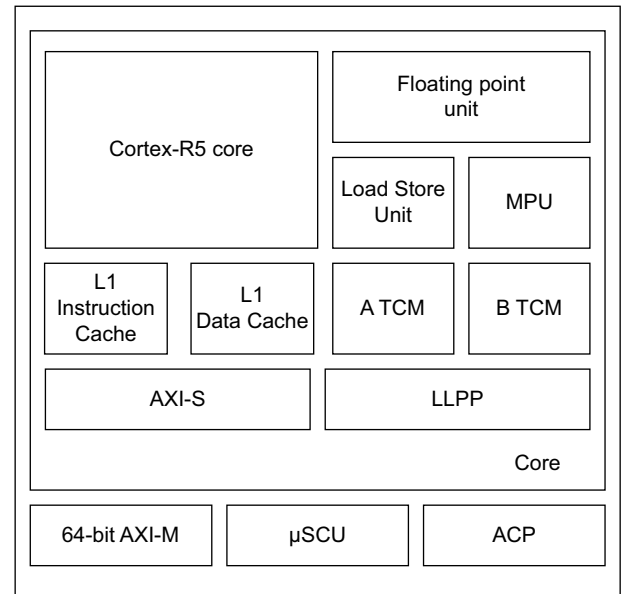 Cortex-R5 core
Floating point
unit
Load Store
Unit
MPU
L1
Instruction
Cache
L1
Data Cache
A TCM
B TCM
AXI-S
LLPP
Core
64-bit AXI-M
µSCU
ACP